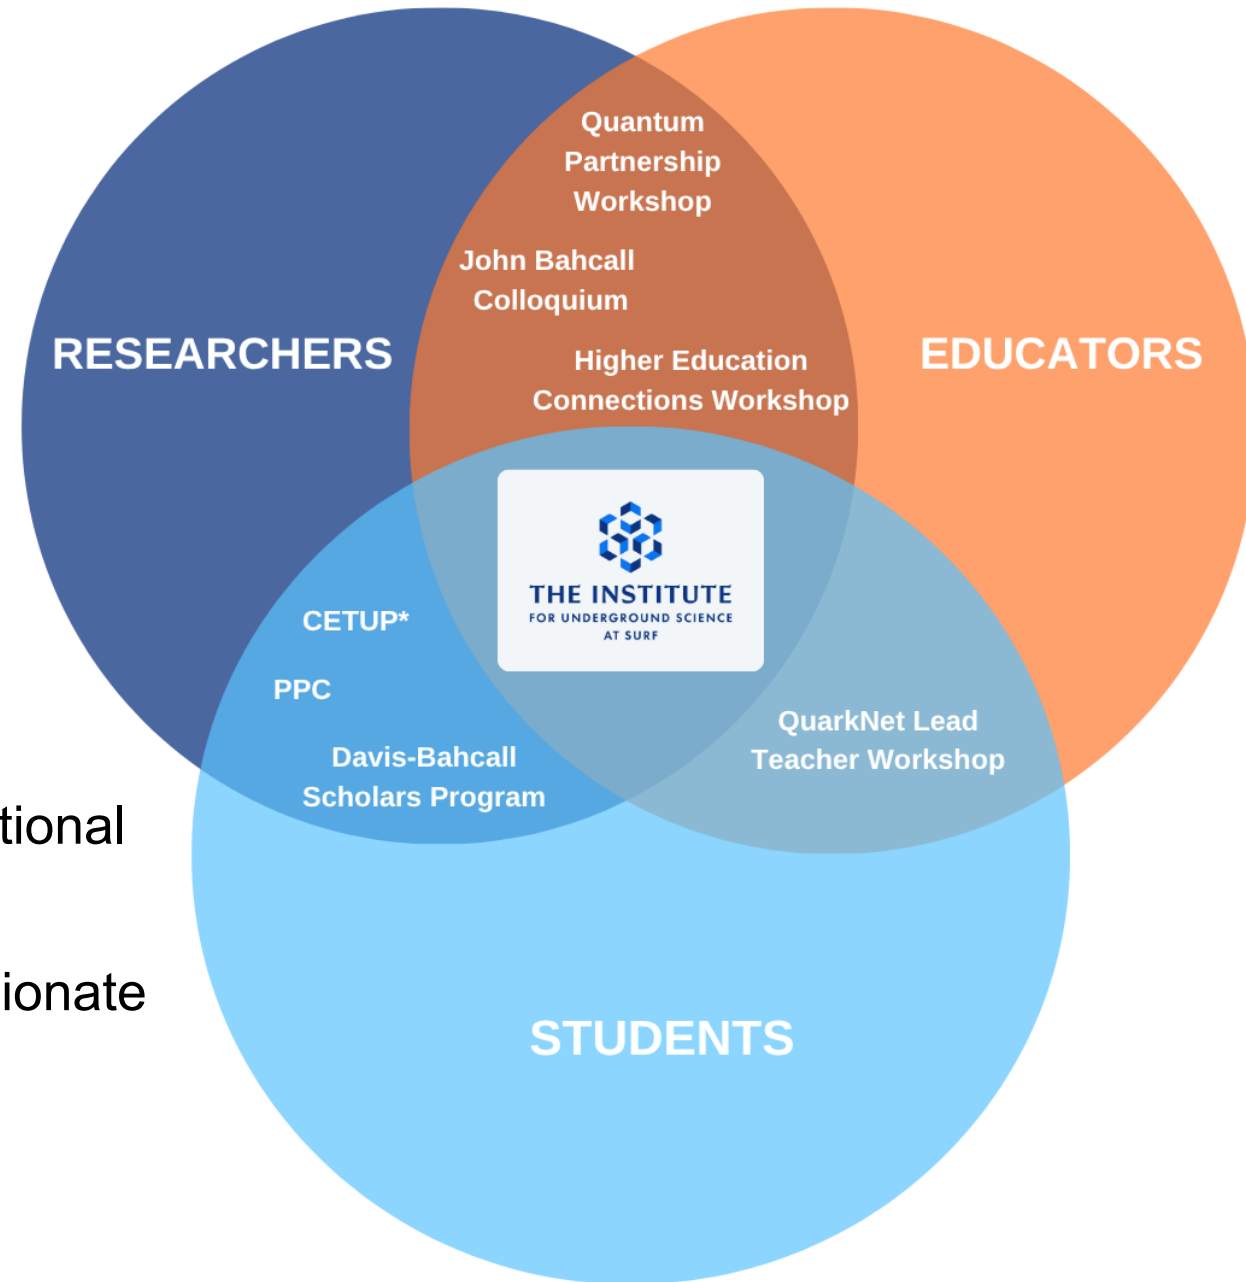 Quantum
Partnership
Workshop
John Bahcall
Colloquium
RESEARCHERS
EDUCATORS
Higher Education
Connections Workshop
THE INSTITUTE
FOR UNDERGROUND SCIENCE
AT SURF
CETUP*
PPC
Davis-Bahcall
Scholars Program
QuarkNet Lead
Teacher Workshop
tional
ionate
STUDENTS